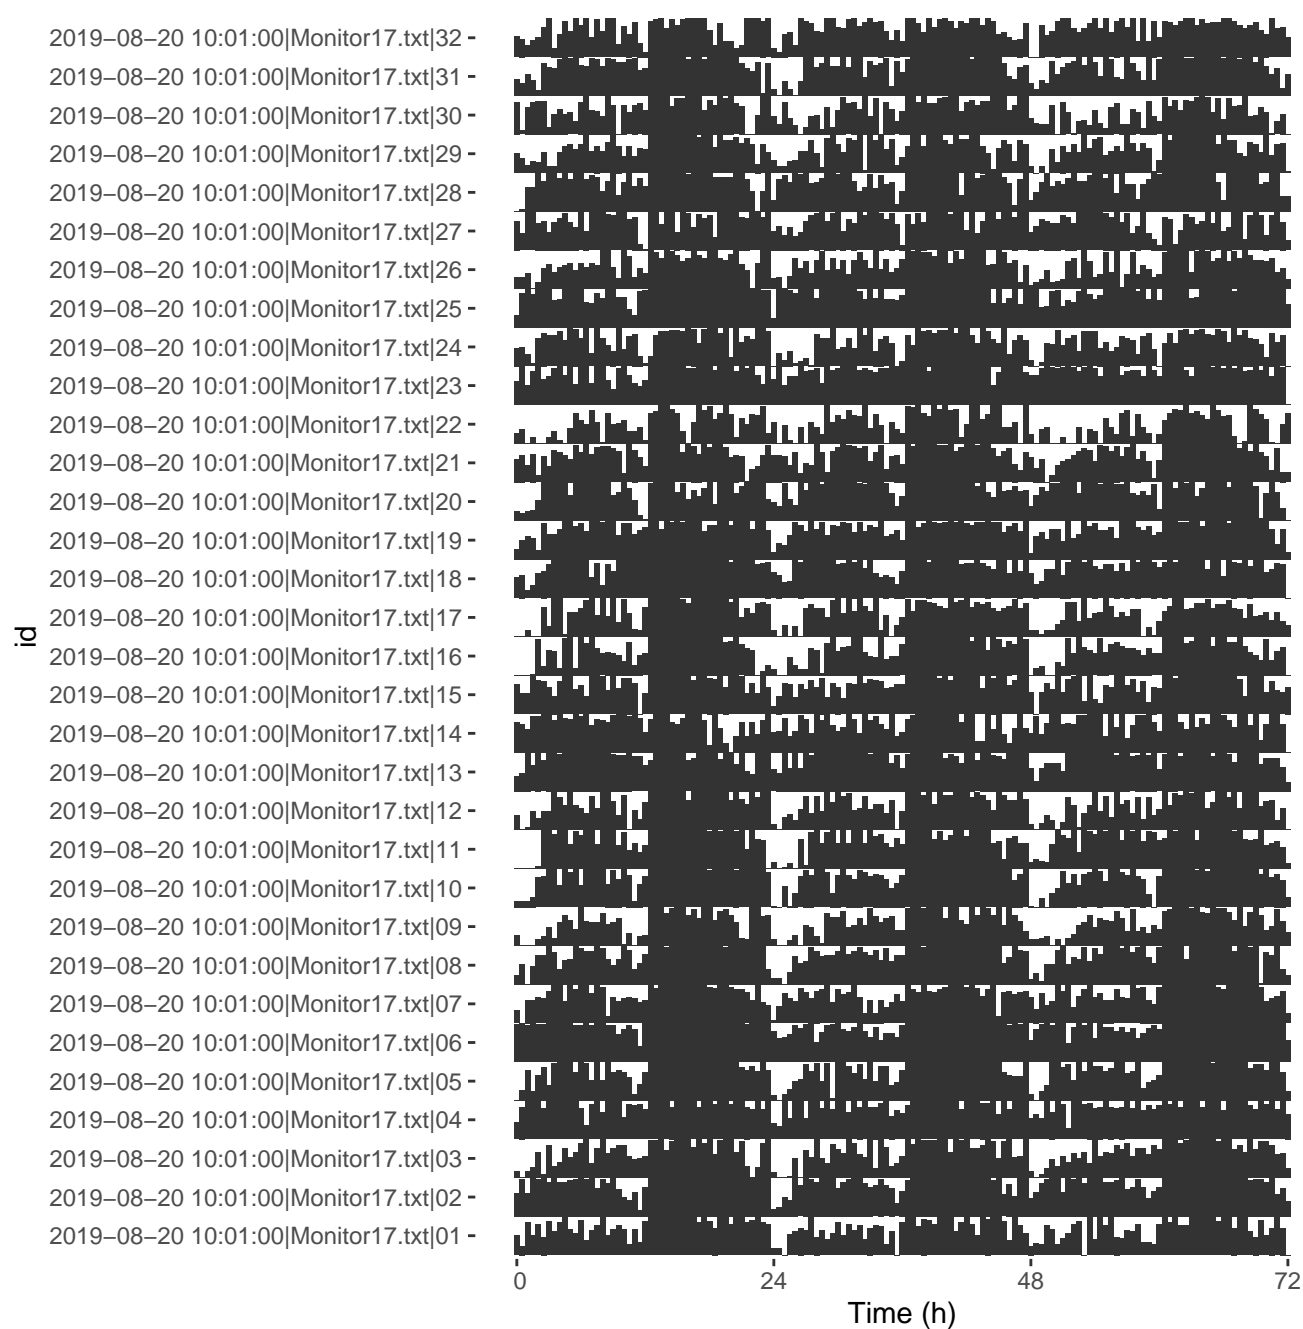 2019–08–20 10:01:00|Monitor17.txt|32
2019–08–20 10:01:00|Monitor17.txt|31
2019–08–20 10:01:00|Monitor17.txt|30
2019–08–20 10:01:00|Monitor17.txt|29
2019–08–20 10:01:00|Monitor17.txt|28
2019–08–20 10:01:00|Monitor17.txt|27
2019–08–20 10:01:00|Monitor17.txt|26
2019–08–20 10:01:00|Monitor17.txt|25
2019–08–20 10:01:00|Monitor17.txt|24
2019–08–20 10:01:00|Monitor17.txt|23
2019–08–20 10:01:00|Monitor17.txt|22
2019–08–20 10:01:00|Monitor17.txt|21
2019–08–20 10:01:00|Monitor17.txt|20
2019–08–20 10:01:00|Monitor17.txt|19
2019–08–20 10:01:00|Monitor17.txt|18
2019–08–20 10:01:00|Monitor17.txt|17
id
2019–08–20 10:01:00|Monitor17.txt|16
2019–08–20 10:01:00|Monitor17.txt|15
2019–08–20 10:01:00|Monitor17.txt|14
2019–08–20 10:01:00|Monitor17.txt|13
2019–08–20 10:01:00|Monitor17.txt|12
2019–08–20 10:01:00|Monitor17.txt|11
2019–08–20 10:01:00|Monitor17.txt|10
2019–08–20 10:01:00|Monitor17.txt|09
2019–08–20 10:01:00|Monitor17.txt|08
2019–08–20 10:01:00|Monitor17.txt|07
2019–08–20 10:01:00|Monitor17.txt|06
2019–08–20 10:01:00|Monitor17.txt|05
2019–08–20 10:01:00|Monitor17.txt|04
2019–08–20 10:01:00|Monitor17.txt|03
2019–08–20 10:01:00|Monitor17.txt|02
2019–08–20 10:01:00|Monitor17.txt|01
0 24 48 72
Time (h)